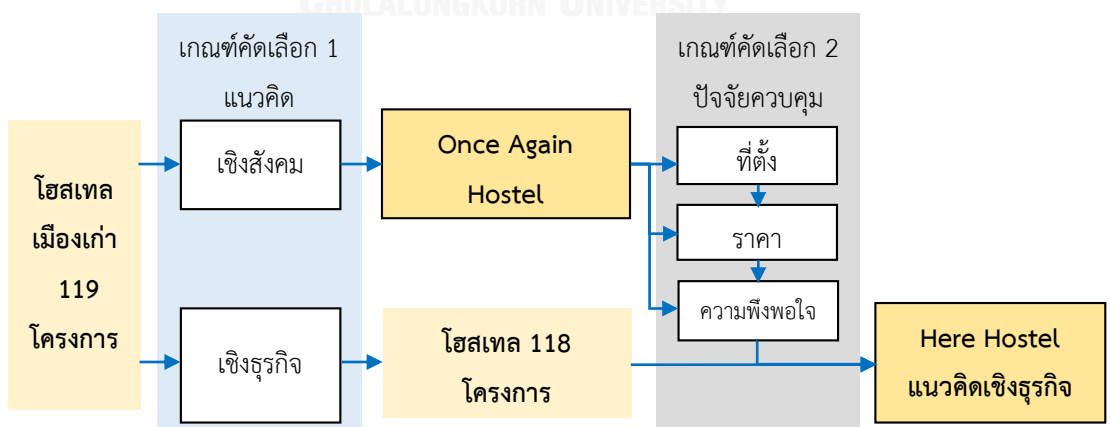 CHULALONGKORN UNIVERSITY
เกณฑ์คัดเลือก 1
แนวคิด
เกณฑ์คัดเลือก 2
ปัจจัยควบคุม
โฮสเทล
เมืองเก่า
119
โครงการ
เชิงสังคม
Once Again
Hostel
ที่ตั้ง
ราคา
ความพึงพอใจ
เชิงธุรกิจ
โฮสเทล 118
โครงการ
Here Hostel
แนวคิดเชิงธุรกิจ